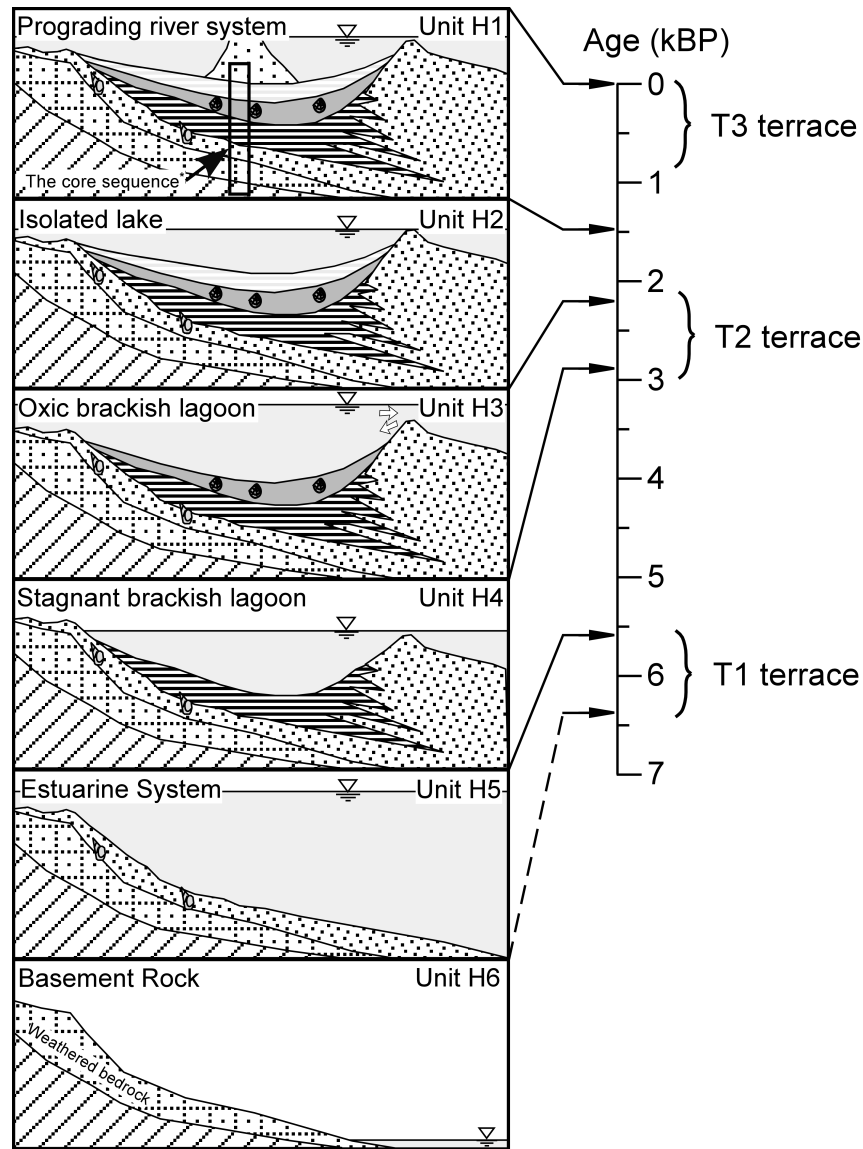 Prograding river system Unit H1
The core sequence
Isolated lake Unit H2
Oxic brackish lagoon Unit H3
Stagnant brackish lagoon Unit H4
Estuarine System Unit H5
Basement Rock Unit H6
Weathered bedrock
Age (kBP)
0
T3 terrace
1
2
T2 terrace
3
4
5
6
T1 terrace
7